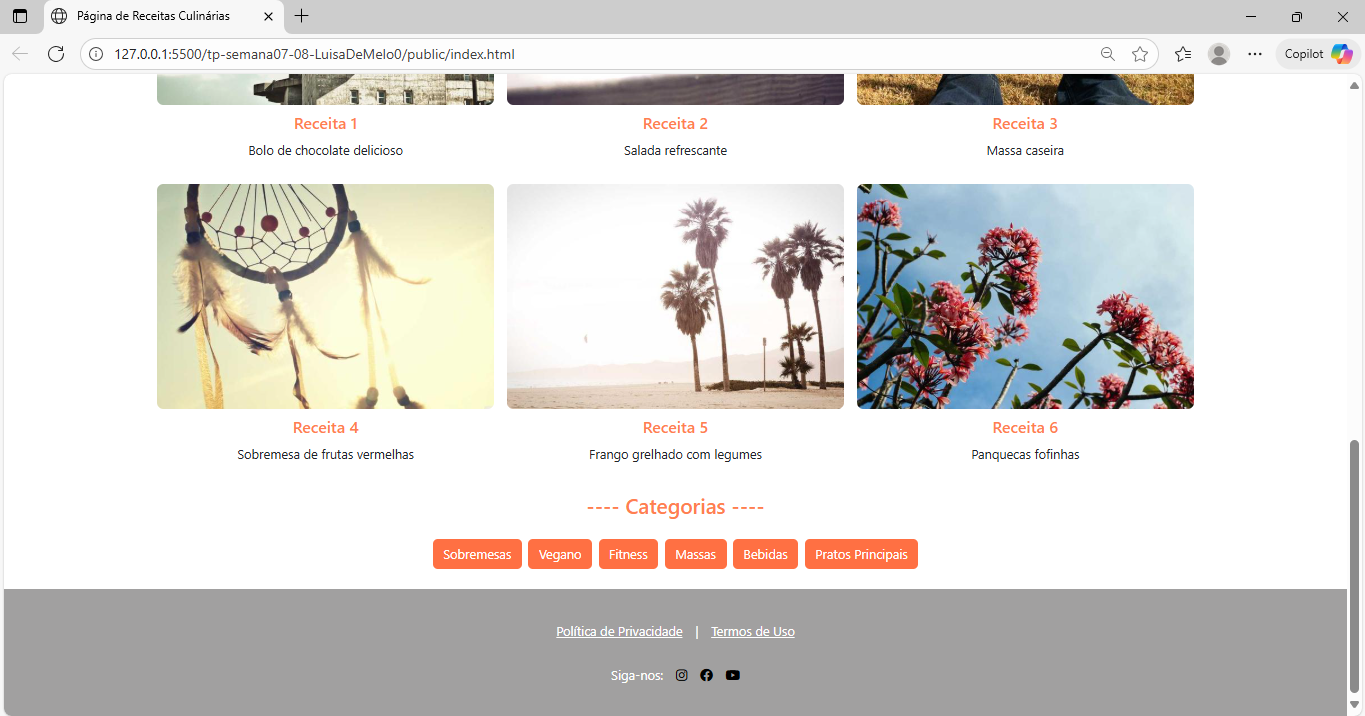 Página de Receitas Culinárias
127.0.0.1:5500/tp-semana07-08-LuisaDeMelo0/public/index.html
Copilot
Receita 1
Receita 2
Receita 3
Bolo de chocolate delicioso
Salada refrescante
Massa caseira
Receita 4
Receita 5
Receita 6
Sobremesa de frutas vermelhas
Frango grelhado com legumes
Panquecas fofinhas
---- Categorias ----
Sobremesas Vegano Fitness Massas Bebidas Pratos Principais
Política de Privacidade | Termos de Uso
Siga-nos: